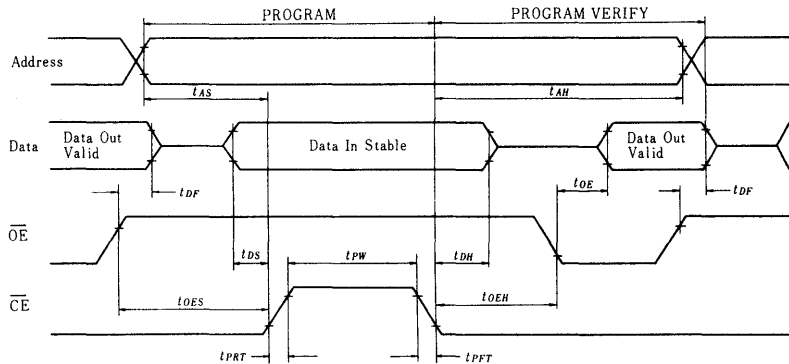 PROGRAM
PROGRAM VERIFY
Address
tAS
tAH
Data
Data Out
Valid
Data In Stable
Data Out
Valid
tDF
tOE
tDF
OE
tDS
tPW
tDH
tOES
tOEH
CE
tPRT
tPFT